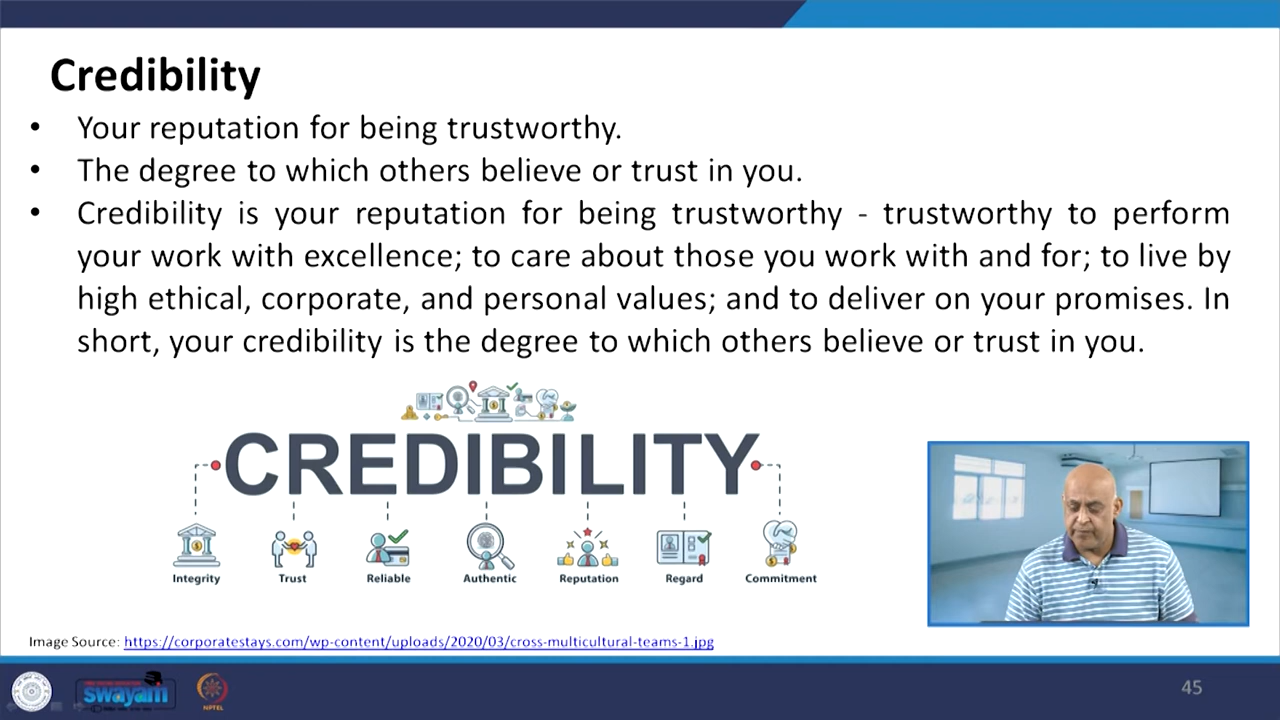 Credibility
• Your reputation for being trustworthy.
• The degree to which others believe or trust in you.
• Credibility is your reputation for being trustworthy - trustworthy to perform
your work with excellence; to care about those you work with and for; to live by
high ethical, corporate, and personal values; and to deliver on your promises. In
short, your credibility is the degree to which others believe or trust in you.
CREDIBILITY
Integrity Trust Reliable Authentic Reputation Regard Commitment
Image Source: https://corporatestays.com/wp-content/uploads/2020/03/cross-multicultural-teams-1.jpg
swayam NPTEL 45